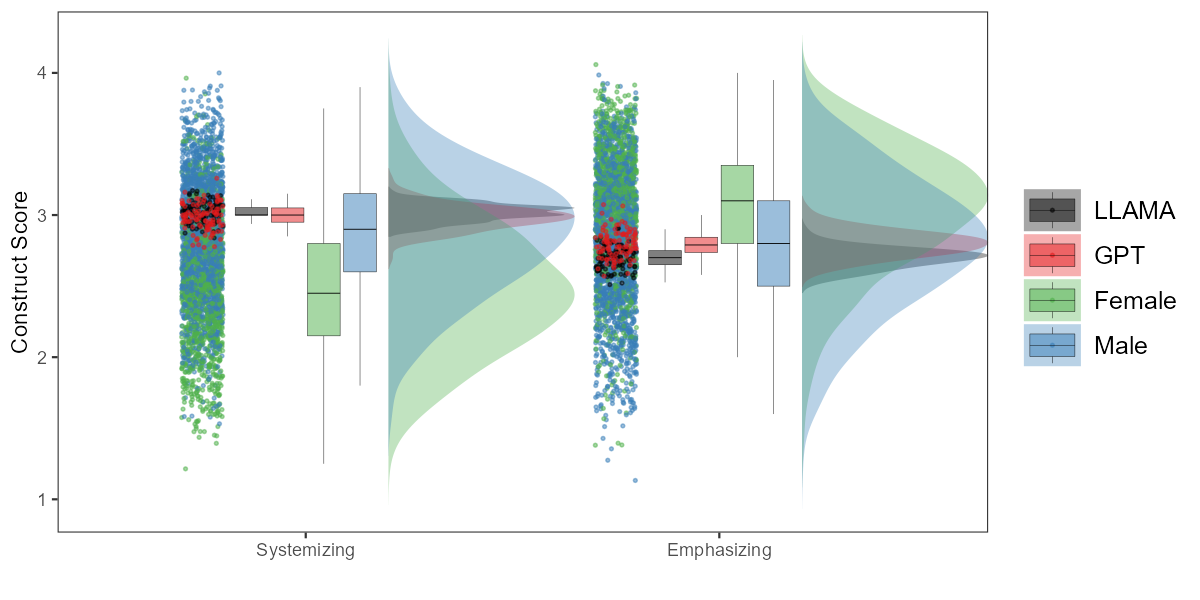 Construct Score
4
3
2
1
Systemizing
Emphasizing
LLAMA
GPT
Female
Male